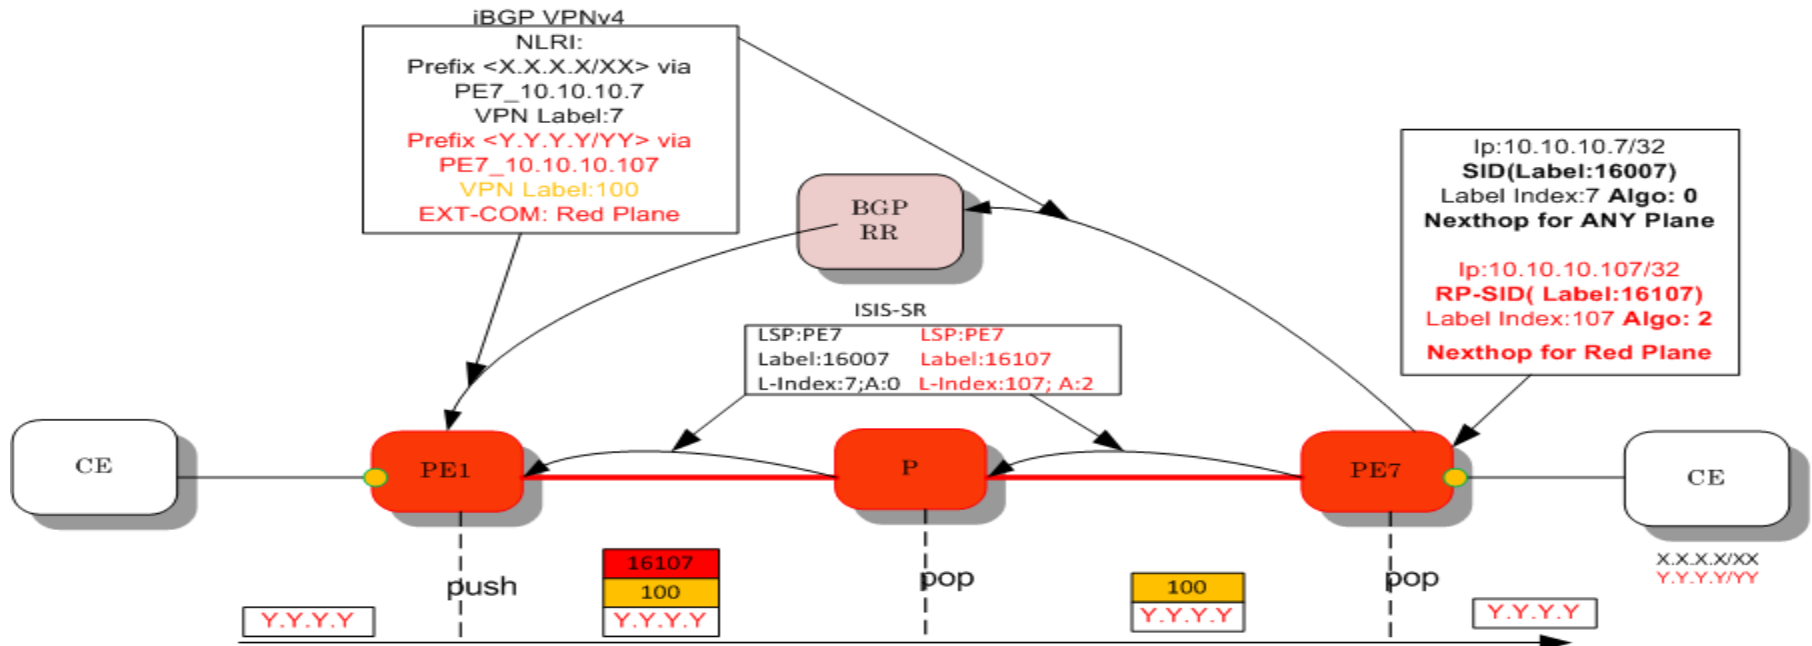 iBGP VPNv4
NLRI:
Prefix <X.X.X.X/XX> via
PE7_10.10.10.7
VPN Label:7
Prefix <Y.Y.Y.Y/YY> via
PE7_10.10.10.107
VPN Label:100
EXT-COM: Red Plane
Ip:10.10.10.7/32
SID(Label:16007)
Label Index:7 Algo: 0
Nexthop for ANY Plane
Ip:10.10.10.107/32
RP-SID( Label:16107)
Label Index:107 Algo: 2
Nexthop for Red Plane
BGP
RR
ISIS-SR
LSP:PE7 LSP:PE7
Label:16007 Label:16107
L-Index:7;A:0 L-Index:107; A:2
CE
PE1
P
PE7
CE
X.X.X.X/XX
Y.Y.Y.Y/YY
push
pop
pop
Y.Y.Y.Y
16107
100
Y.Y.Y.Y
100
Y.Y.Y.Y
Y.Y.Y.Y